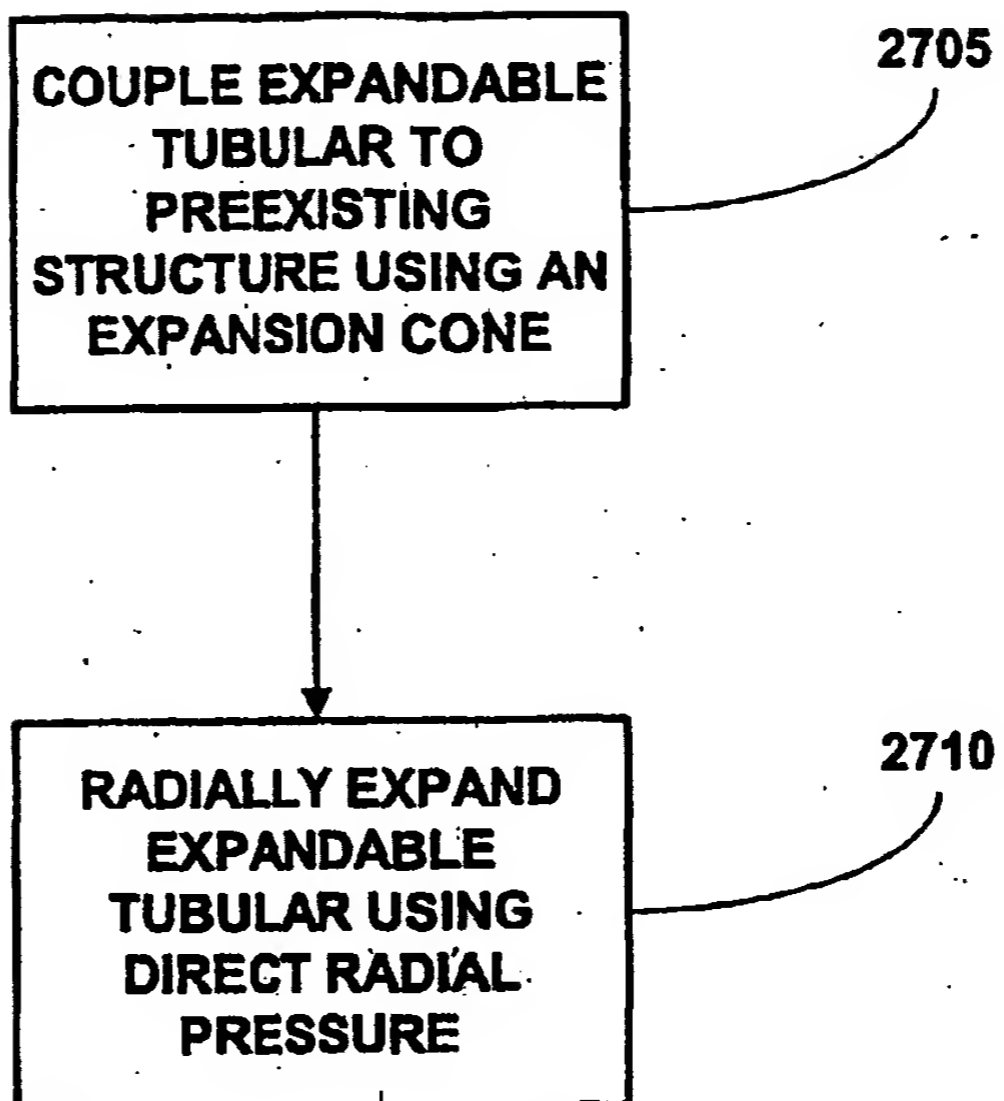 2705
COUPLE EXPANDABLE
TUBULAR TO
PREEXISTING
STRUCTURE USING AN
EXPANSION CONE
2710
RADIALLY EXPAND
EXPANDABLE
TUBULAR USING
DIRECT RADIAL
PRESSURE